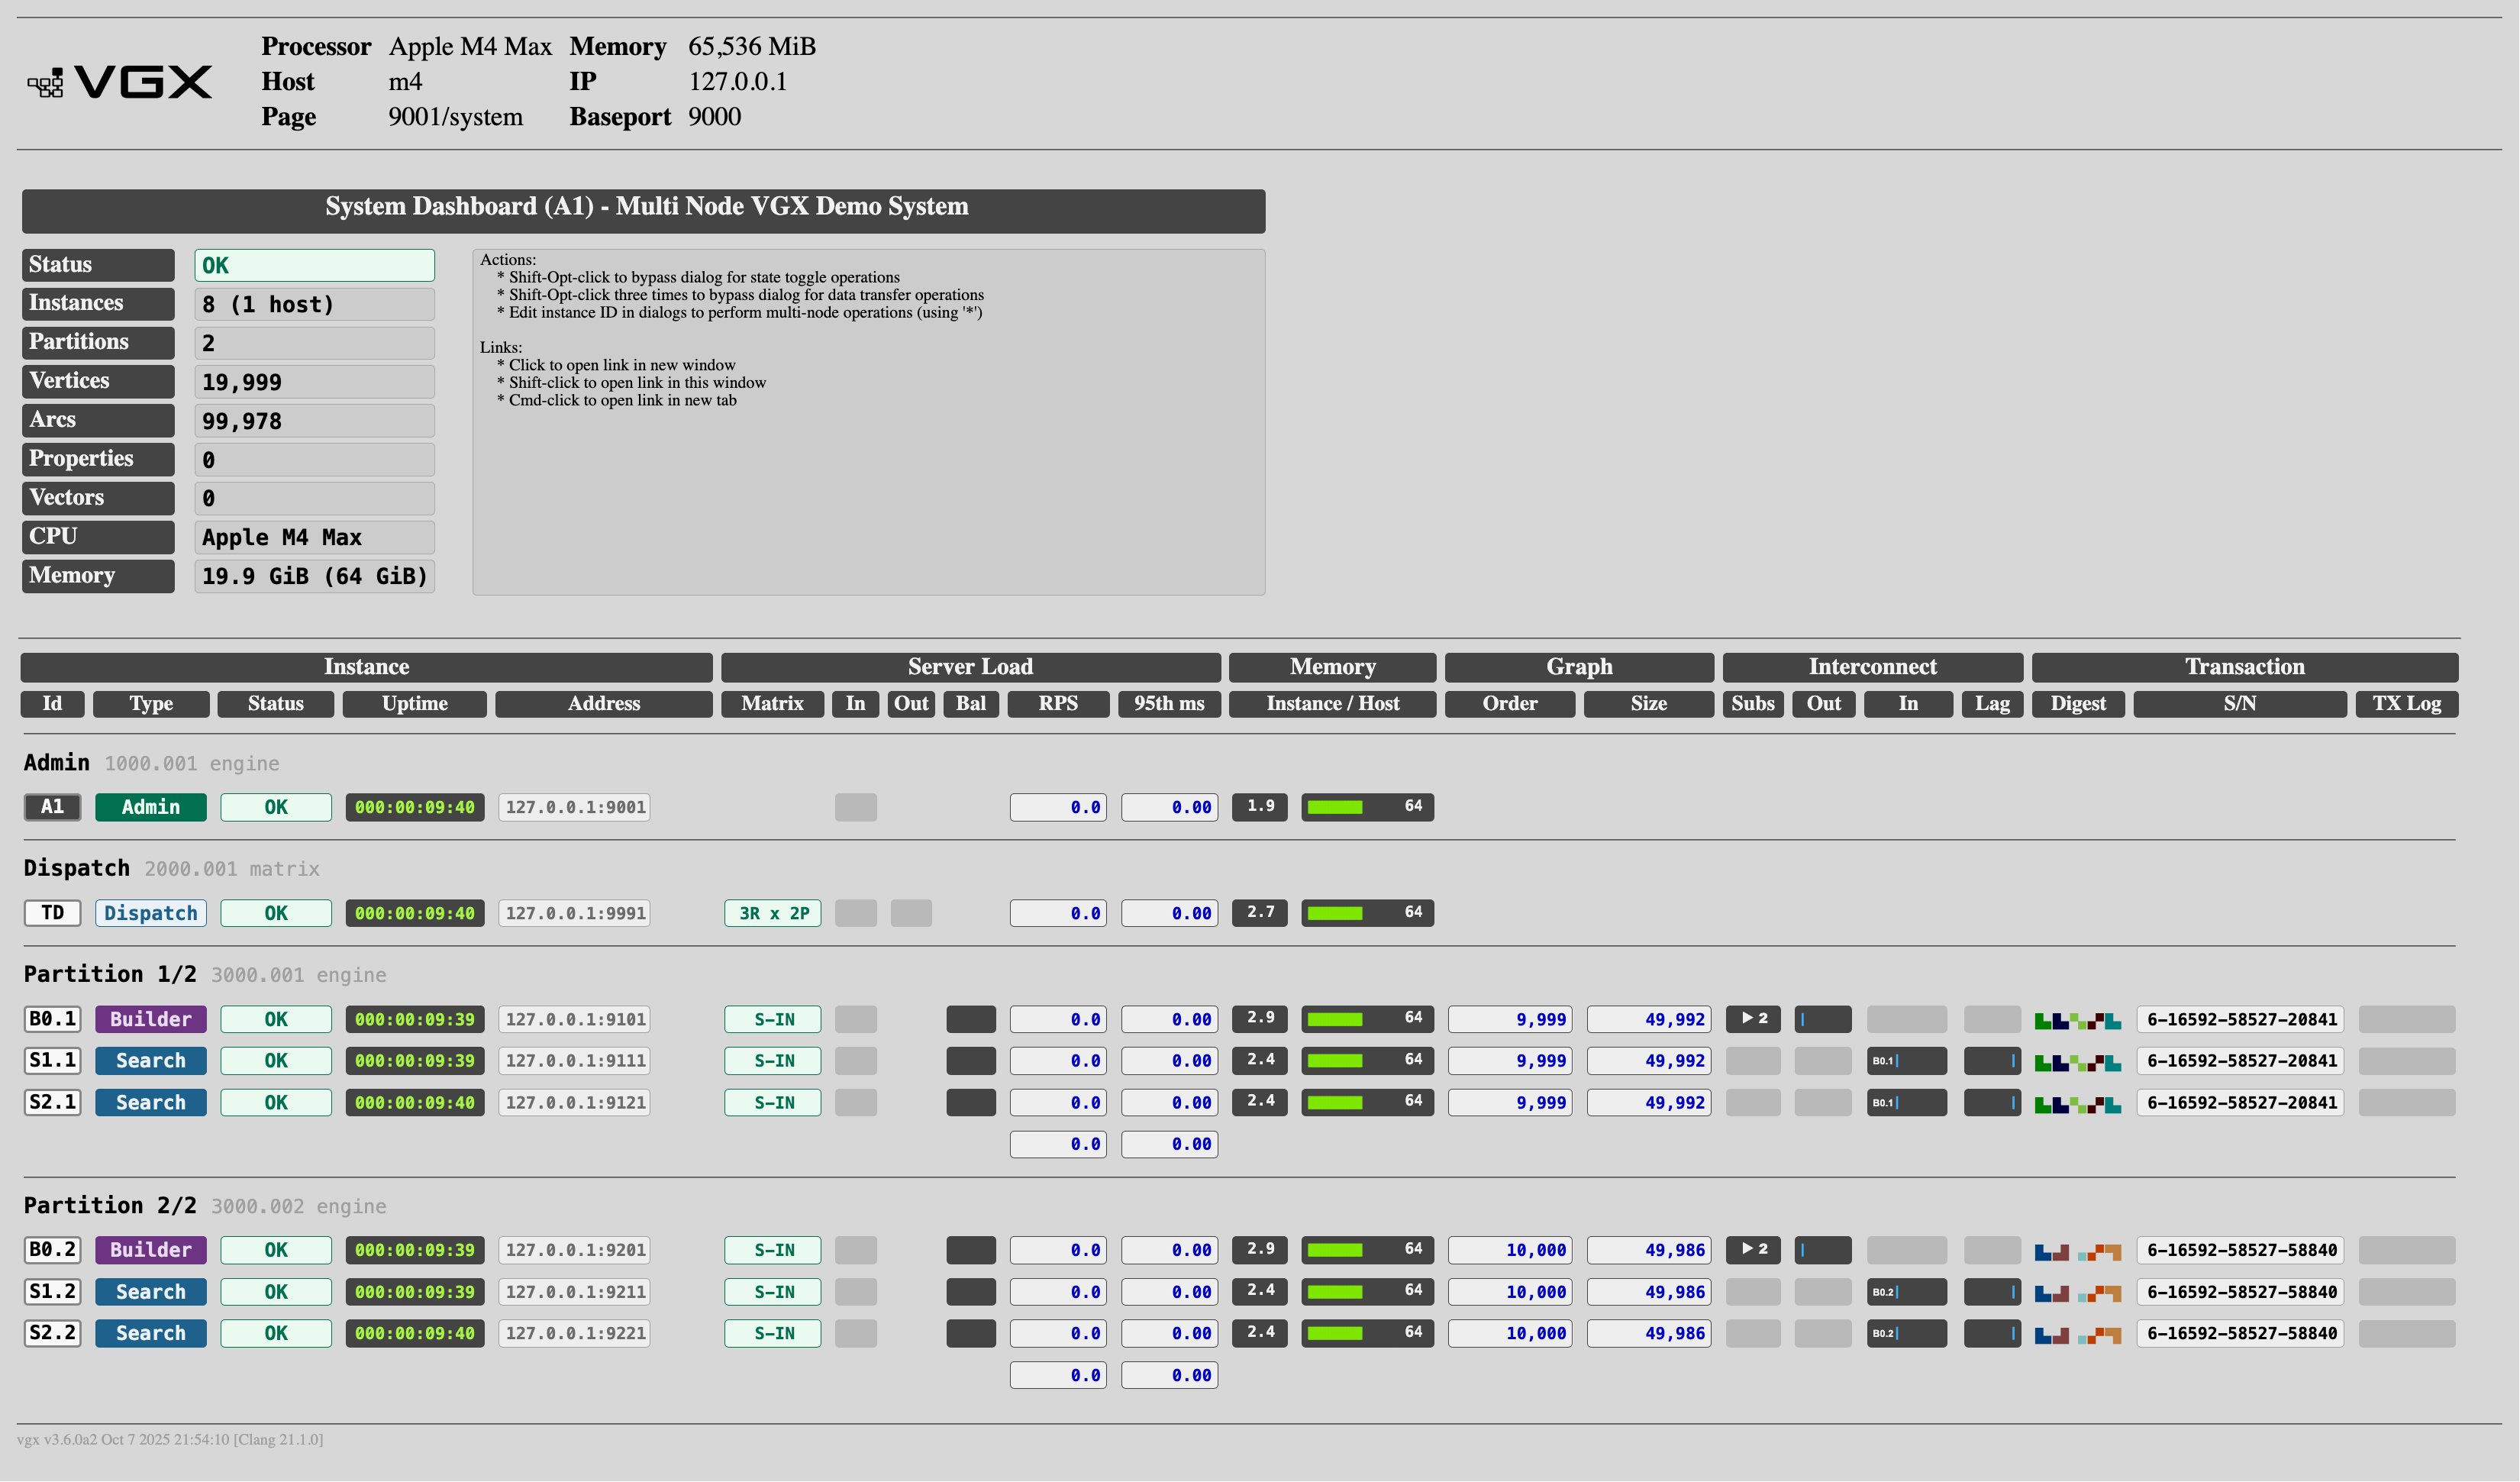 VGX
Processor Apple M4 Max Memory 65,536 MiB
Host m4 IP 127.0.0.1
Page 9001/system Baseport 9000
System Dashboard (A1) - Multi Node VGX Demo System
Status OK
Instances 8 (1 host)
Partitions 2
Vertices 19,999
Arcs 99,978
Properties 0
Vectors 0
CPU Apple M4 Max
Memory 19.9 GiB (64 GiB)
Actions:
* Shift-Opt-click to bypass dialog for state toggle operations
* Shift-Opt-click three times to bypass dialog for data transfer operations
* Edit instance ID in dialogs to perform multi-node operations (using '*')
Links:
* Click to open link in new window
* Shift-click to open link in this window
* Cmd-click to open link in new tab
Instance Server Load Memory Graph Interconnect Transaction
Id Type Status Uptime Address Matrix In Out Bal RPS 95th ms Instance / Host Order Size Subs Out In Lag Digest S/N TX Log
Admin 1000.001 engine
A1 Admin OK 000:00:09:40 127.0.0.1:9001 0.0 0.00 1.9 64
Dispatch 2000.001 matrix
TD Dispatch OK 000:00:09:40 127.0.0.1:9991 3R x 2P 0.0 0.00 2.7 64
Partition 1/2 3000.001 engine
B0.1 Builder OK 000:00:09:39 127.0.0.1:9101 S-IN 0.0 0.00 2.9 64 9,999 49,992 ▶ 2 6-16592-58527-20841
S1.1 Search OK 000:00:09:39 127.0.0.1:9111 S-IN 0.0 0.00 2.4 64 9,999 49,992 B0.1 6-16592-58527-20841
S2.1 Search OK 000:00:09:40 127.0.0.1:9121 S-IN 0.0 0.00 2.4 64 9,999 49,992 B0.1 6-16592-58527-20841
0.0 0.00
Partition 2/2 3000.002 engine
B0.2 Builder OK 000:00:09:39 127.0.0.1:9201 S-IN 0.0 0.00 2.9 64 10,000 49,986 ▶ 2 6-16592-58527-58840
S1.2 Search OK 000:00:09:39 127.0.0.1:9211 S-IN 0.0 0.00 2.4 64 10,000 49,986 B0.2 6-16592-58527-58840
S2.2 Search OK 000:00:09:40 127.0.0.1:9221 S-IN 0.0 0.00 2.4 64 10,000 49,986 B0.2 6-16592-58527-58840
0.0 0.00
vgx v3.6.0a2 Oct 7 2025 21:54:10 [Clang 21.1.0]